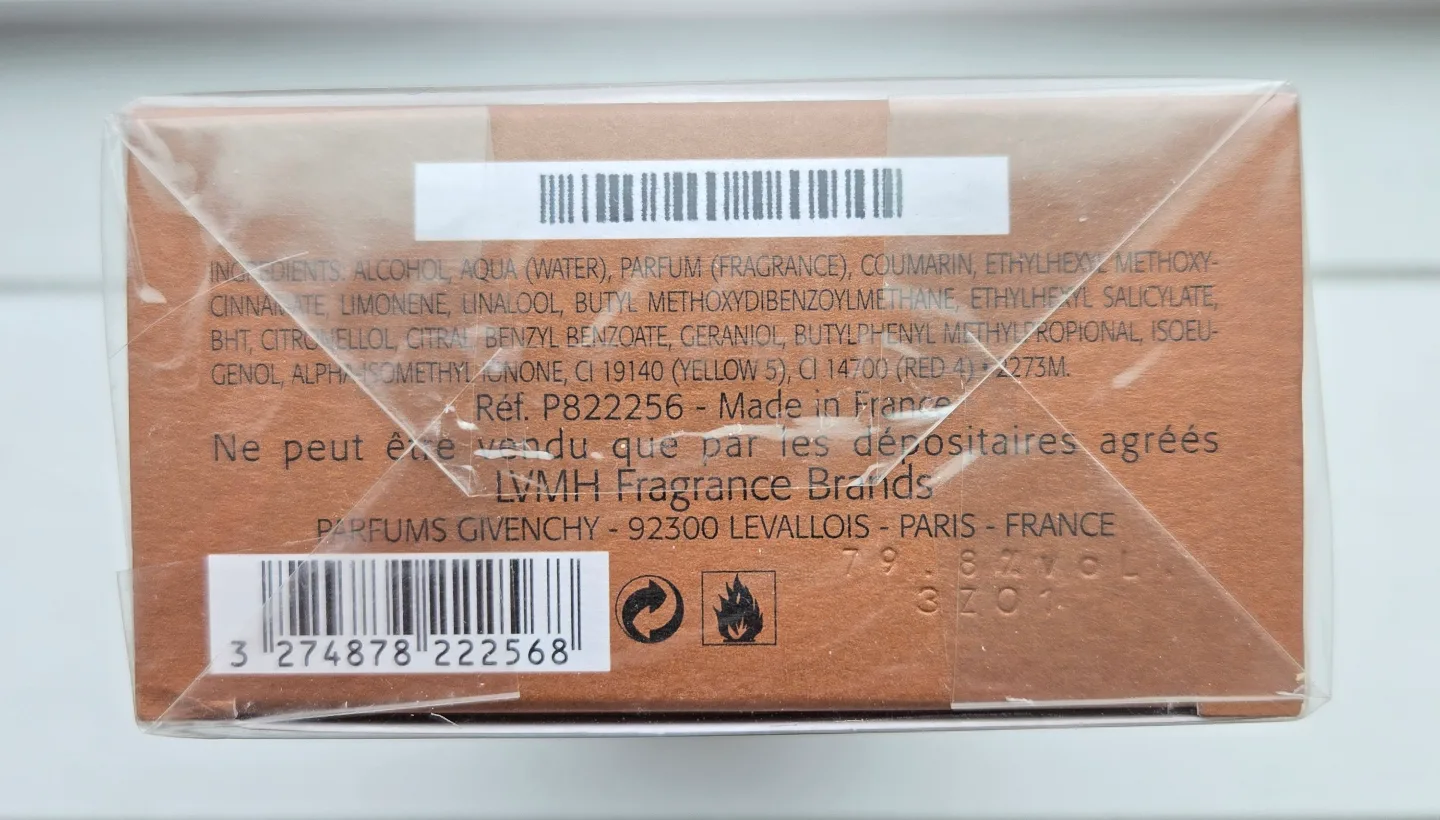 INGREDIENTS: ALCOHOL, AQUA (WATER), PARFUM (FRAGRANCE), COUMARIN, ETHYLHEXYL METHOXY-
CINNAMATE, LIMONENE, LINALOOL, BUTYL METHOXYDIBENZOYLMETHANE, ETHYLHEXYL SALICYLATE,
BHT, CITRONELLOL, CITRAL, BENZYL BENZOATE, GERANIOL, BUTYLPHENYL METHYLPROPIONAL, ISOEU-
GENOL, ALPHA-ISOMETHYL IONONE, CI 19140 (YELLOW 5), CI 14700 (RED 4) • 2273M.
Réf. P822256 - Made in France
Ne peut être vendu que par les dépositaires agréés
LVMH Fragrance Brands
PARFUMS GIVENCHY - 92300 LEVALLOIS - PARIS - FRANCE
79.8%VOL.
3Z01
3 274878 222568